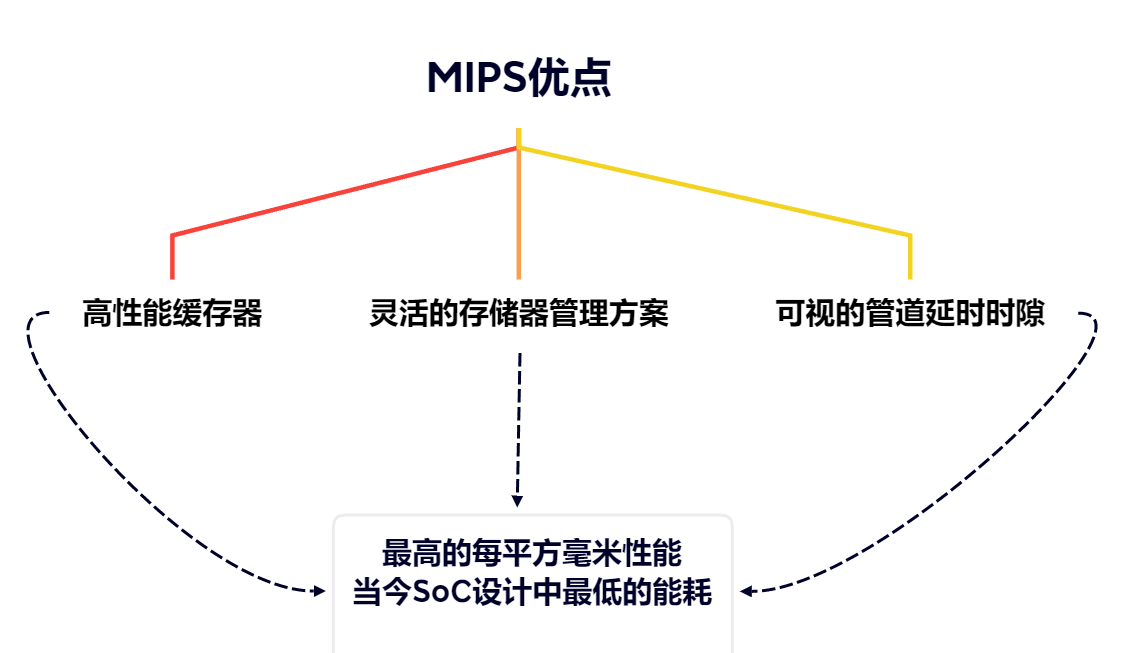 MIPS优点
高性能缓存器
灵活的存储器管理方案
可视的管道延时时隙
最高的每平方毫米性能
当今SoC设计中最低的能耗